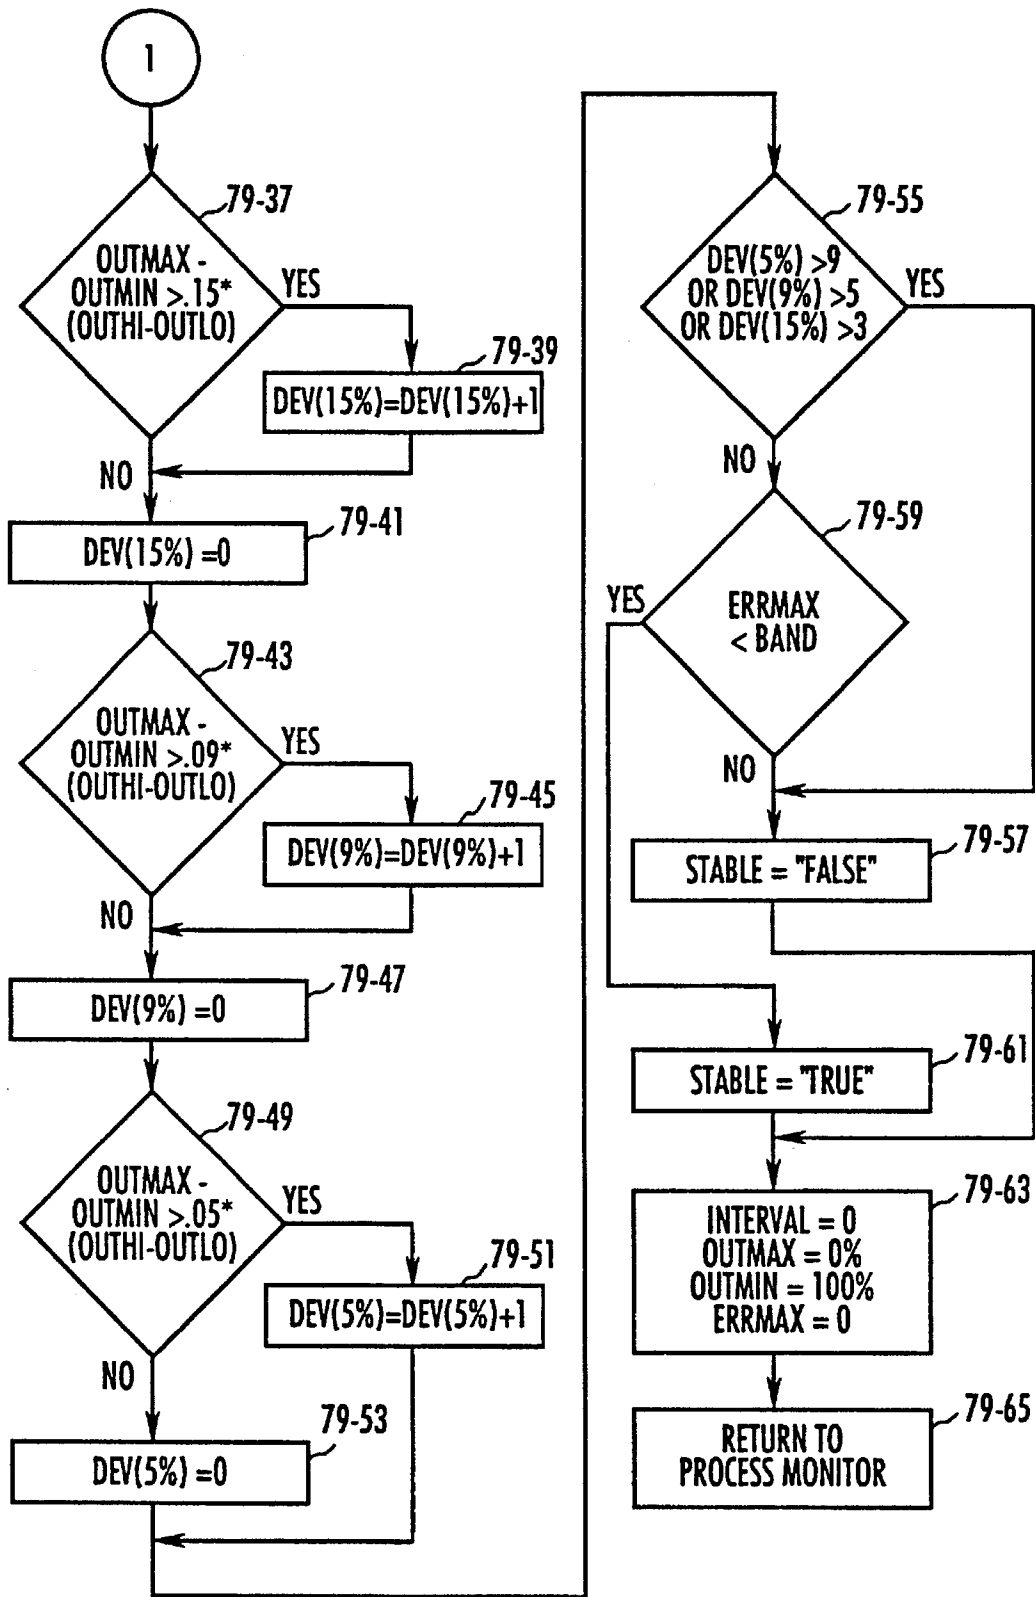 1
79-37
OUTMAX -
OUTMIN >.15*
(OUTHI-OUTLO)
YES
79-39
DEV(15%)=DEV(15%)+1
NO
79-41
DEV(15%) =0
79-43
OUTMAX -
OUTMIN >.09*
(OUTHI-OUTLO)
YES
79-45
DEV(9%)=DEV(9%)+1
NO
79-47
DEV(9%) =0
79-49
OUTMAX -
OUTMIN >.05*
(OUTHI-OUTLO)
YES
79-51
DEV(5%)=DEV(5%)+1
NO
79-53
DEV(5%) =0
79-55
DEV(5%) >9
OR DEV(9%) >5
OR DEV(15%) >3
YES
NO
79-59
YES
ERRMAX
< BAND
NO
79-57
STABLE = "FALSE"
79-61
STABLE = "TRUE"
79-63
INTERVAL = 0
OUTMAX = 0%
OUTMIN = 100%
ERRMAX = 0
79-65
RETURN TO
PROCESS MONITOR